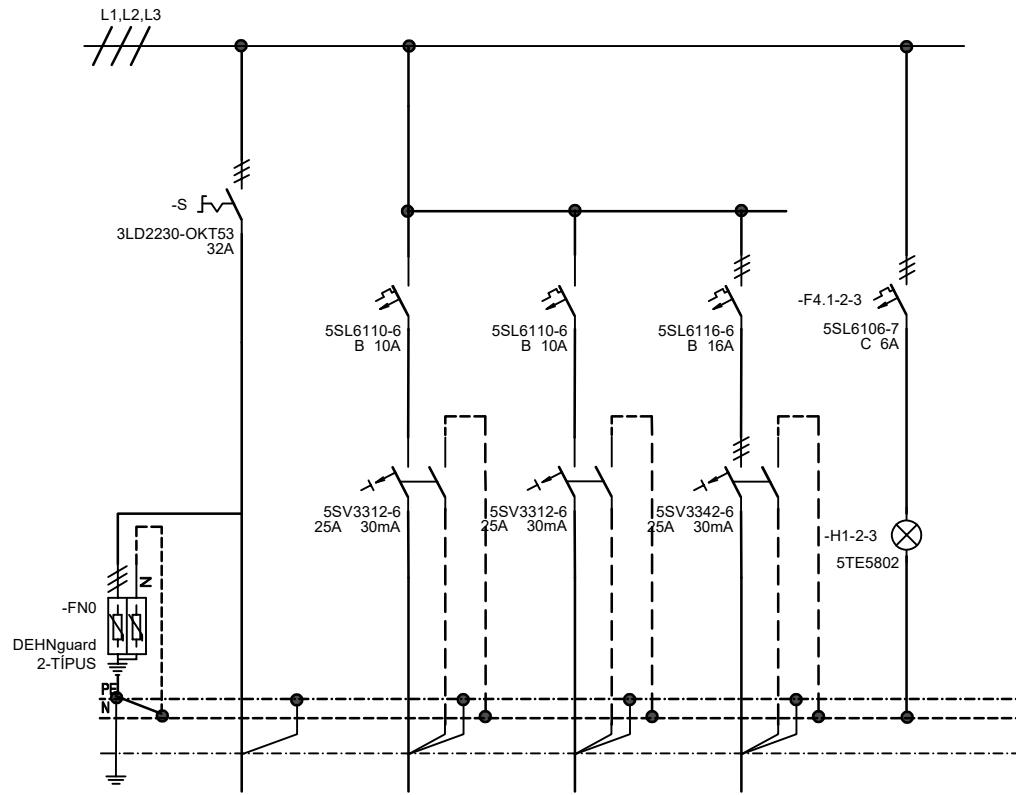 L1,L2,L3
-S
3LD2230-OKT53
32A
5SL6110-6
B 10A
5SL6110-6
B 10A
5SL6116-6
B 16A
-F4.1-2-3
5SL6106-7
C 6A
5SV3312-6
25A 30mA
5SV3312-6
25A 30mA
5SV3342-6
25A 30mA
-H1-2-3
5TE5802
N
-FN0
DEHNguard
2-TÍPUS
PE
N